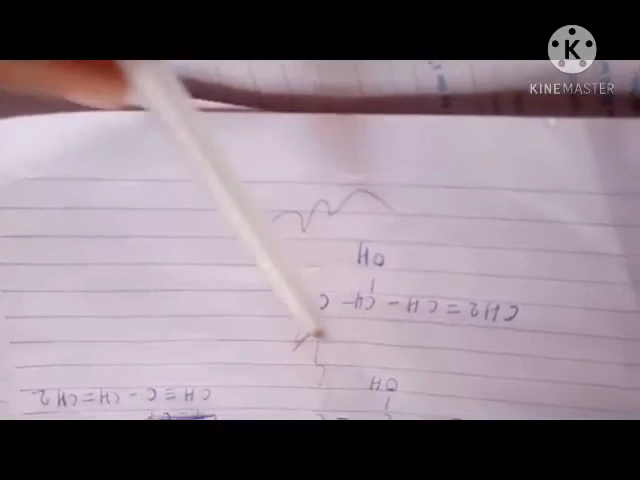 KINEMASTER
CH≡C-CH=CH2
OH
CH2=CH-CH-C
OH